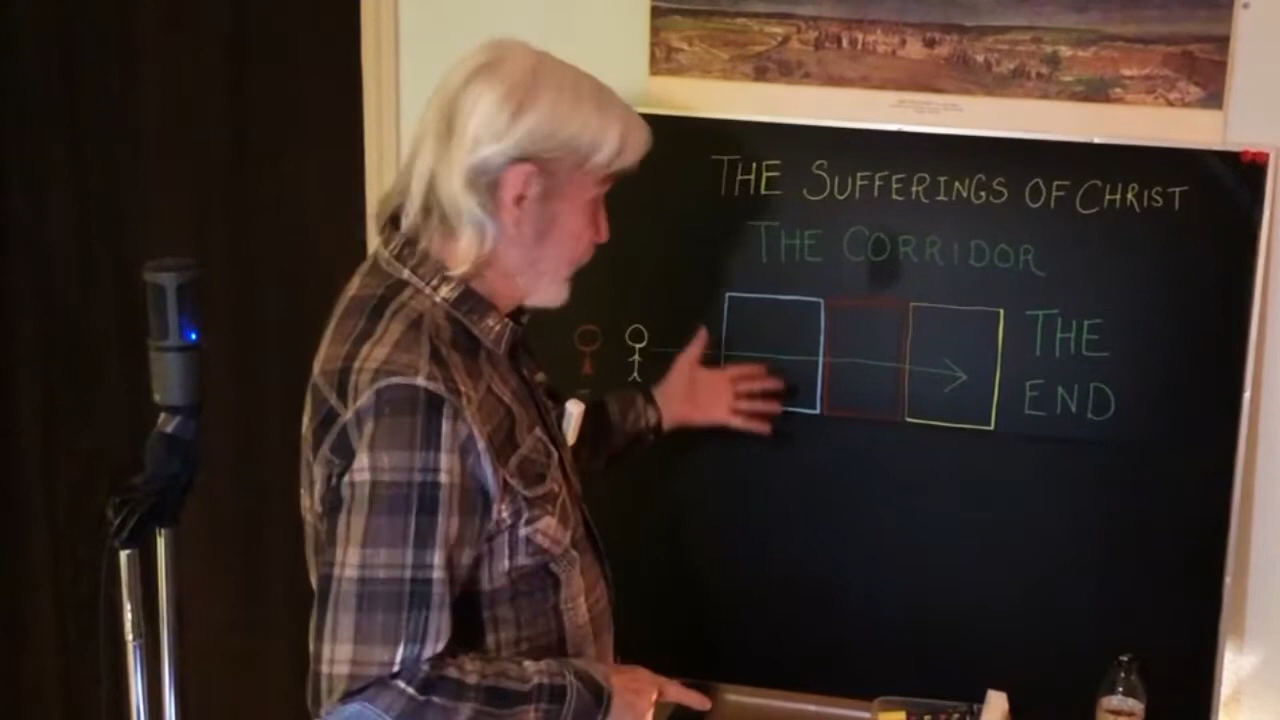 THE SUFFERINGS OF CHRIST
THE CORRIDOR
THE
END